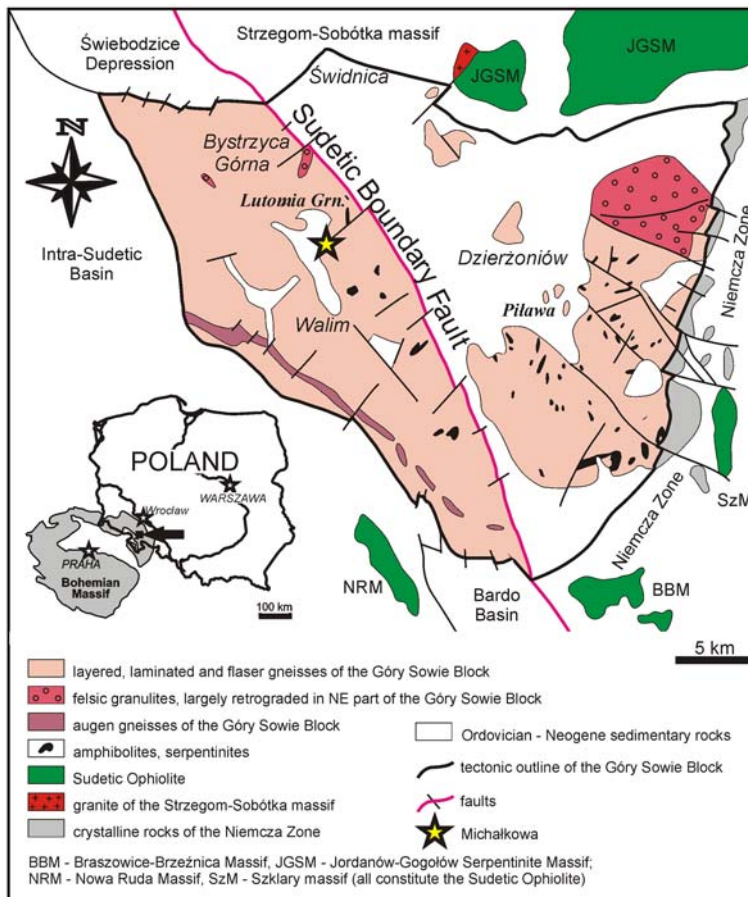 Świebodzice
Depression
Strzegom-Sobótka massif
JGSM
JGSM
Świdnica
N
Bystrzyca
Górna
Sudetic Boundary Fault
Lutomia Grn.
Intra-Sudetic
Basin
Dzierżoniów
Niemcza Zone
Piława
Walim
POLAND
WARSZAWA
Wrocław
PRAHA
Bohemian
Massif
100 km
SzM
Niemcza Zone
NRM
Bardo
Basin
BBM
5 km
layered, laminated and flaser gneisses of the Góry Sowie Block
felsic granulites, largely retrograded in NE part of the Góry Sowie Block
augen gneisses of the Góry Sowie Block
amphibolites, serpentinites
Sudetic Ophiolite
granite of the Strzegom-Sobótka massif
crystalline rocks of the Niemcza Zone
Ordovician - Neogene sedimentary rocks
tectonic outline of the Góry Sowie Block
faults
Michałkowa
BBM - Braszowice-Brzeźnica Massif, JGSM - Jordanów-Gogołów Serpentinite Massif;
NRM - Nowa Ruda Massif, SzM - Szklary massif (all constitute the Sudetic Ophiolite)